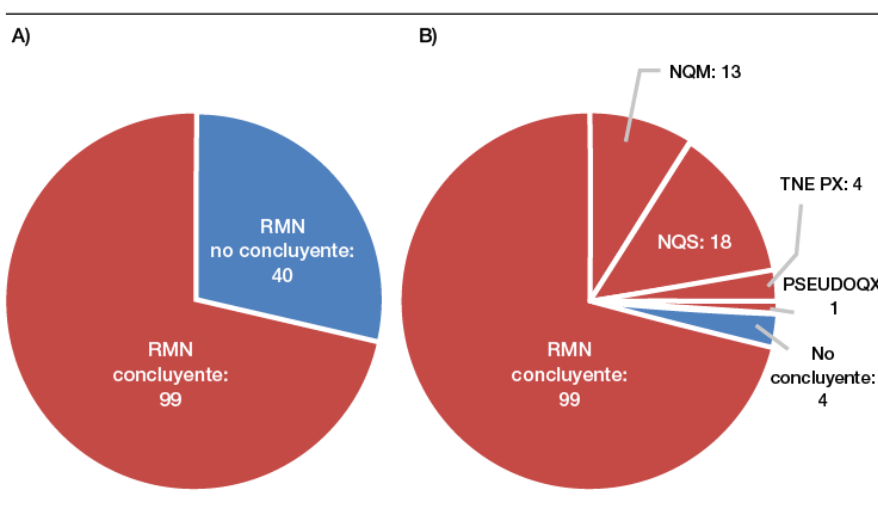 A)
RMN
no concluyente:
40
RMN
concluyente:
99
B)
NQM: 13
TNE PX: 4
NQS: 18
PSEUDOQX
1
No
concluyente:
4
RMN
concluyente:
99